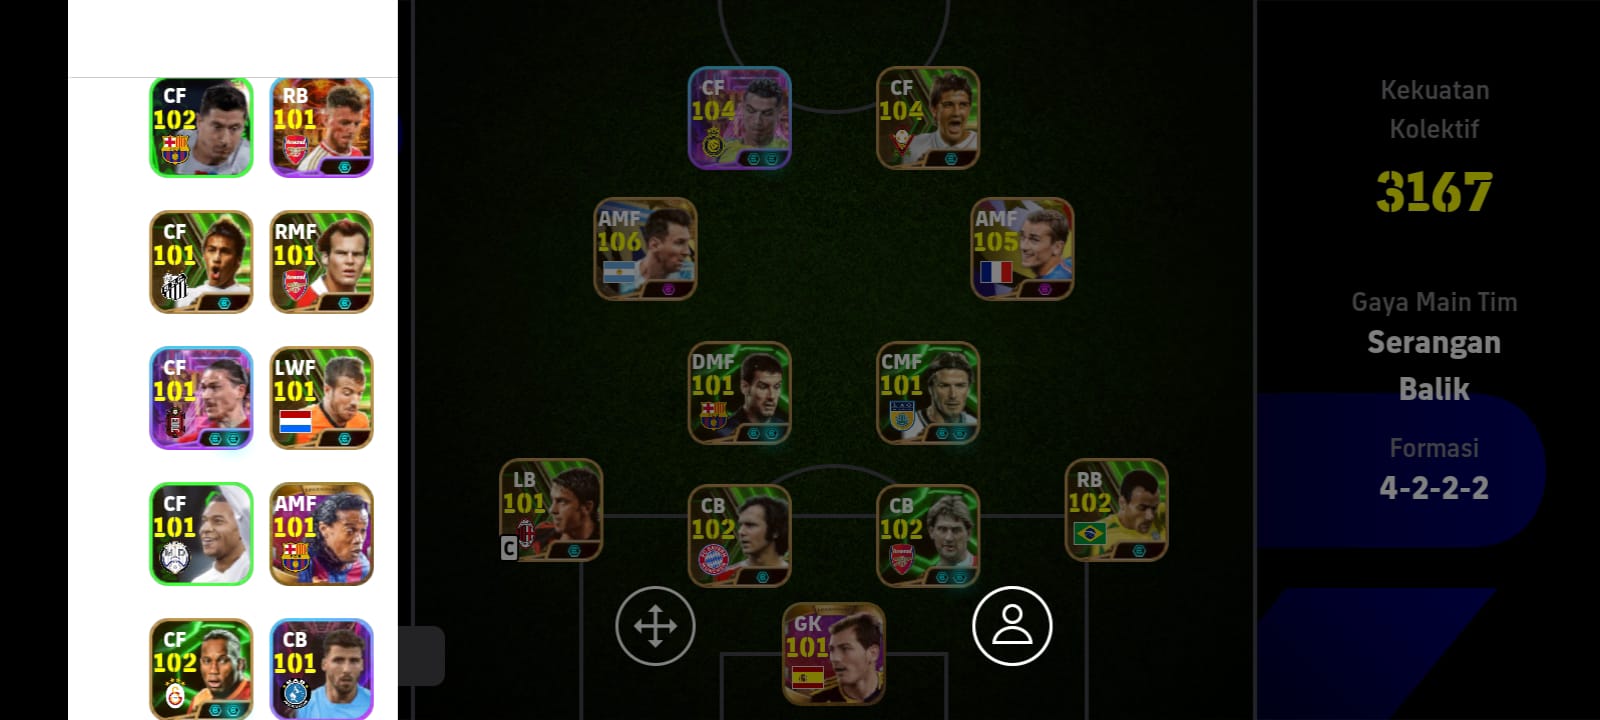 CF
102
RB
101
CF
101
RMF
101
CF
101
LWF
101
CF
101
AMF
101
CF
102
CB
101
CF
104
CF
104
AMF
106
AMF
105
DMF
101
CMF
101
LB
101
C
CB
102
CB
102
RB
102
GK
101
Kekuatan
Kolektif
3167
Gaya Main Tim
Serangan
Balik
Formasi
4-2-2-2